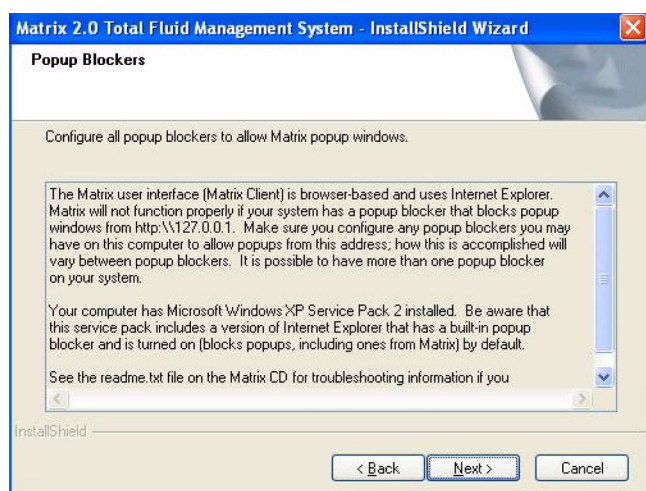 Matrix 2.0 Total Fluid Management System - InstallShield Wizard
Popup Blockers
Configure all popup blockers to allow Matrix popup windows.
The Matrix user interface (Matrix Client) is browser-based and uses Internet Explorer.
Matrix will not function properly if your system has a popup blocker that blocks popup
windows from http:\\127.0.0.1. Make sure you configure any popup blockers you may
have on this computer to allow popups from this address; how this is accomplished will
vary between popup blockers. It is possible to have more than one popup blocker
on your system.
Your computer has Microsoft Windows XP Service Pack 2 installed. Be aware that
this service pack includes a version of Internet Explorer that has a built-in popup
blocker and is turned on (blocks popups, including ones from Matrix) by default.
See the readme.txt file on the Matrix CD for troubleshooting information if you
InstallShield
< Back Next > Cancel